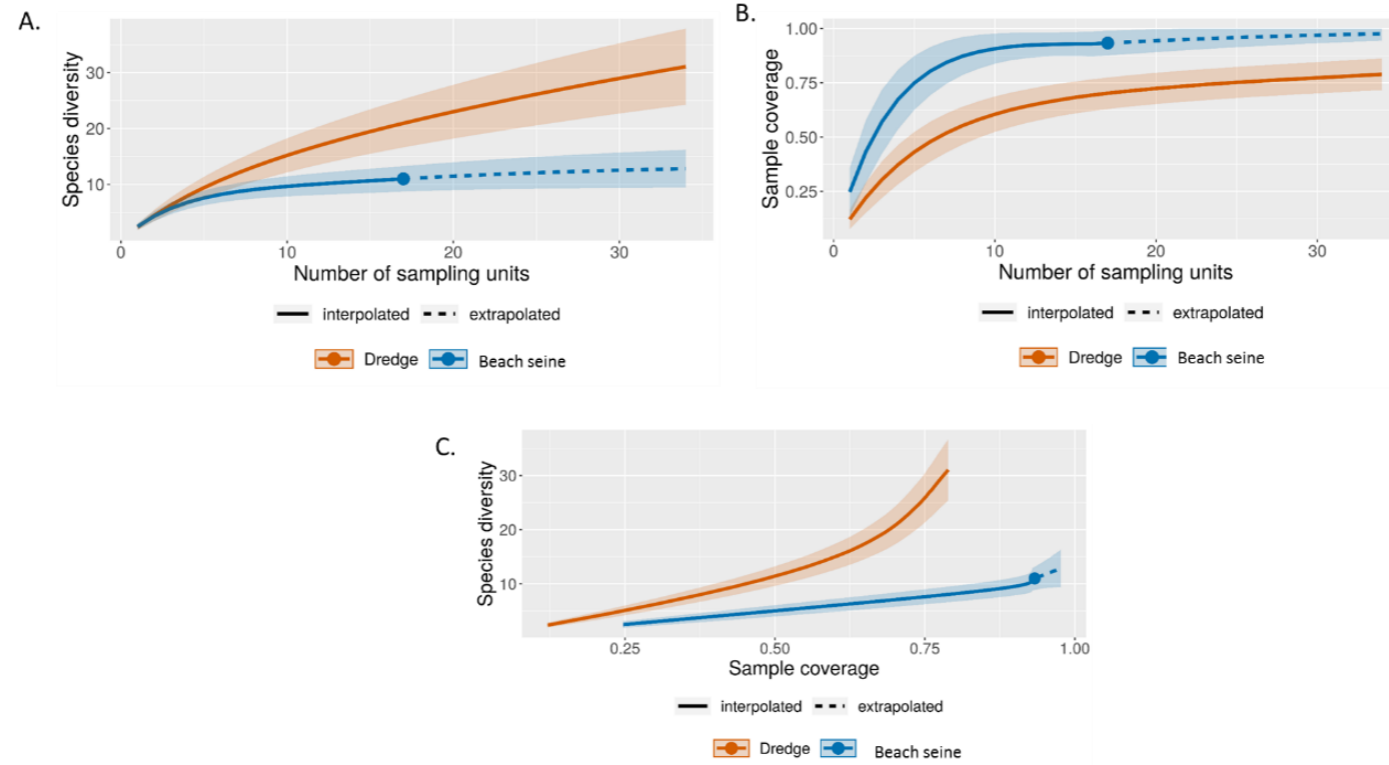 A.
Species diversity
30
20
10
0 10 20 30
Number of sampling units
interpolated extrapolated
Dredge Beach seine
B.
Sample coverage
1.00
0.75
0.50
0.25
0 10 20 30
Number of sampling units
interpolated extrapolated
Dredge Beach seine
C.
Species diversity
30
20
10
0.25 0.50 0.75 1.00
Sample coverage
interpolated extrapolated
Dredge Beach seine